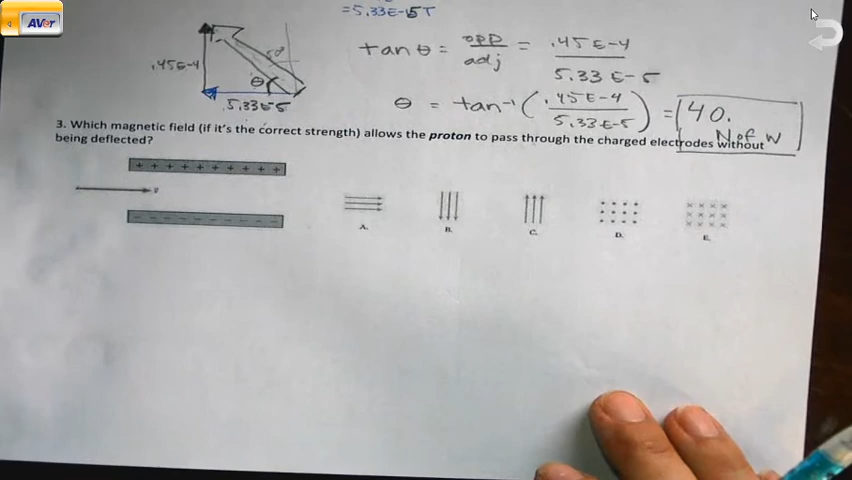 AVer
=5.33E-5T
tan θ = opp/adj = .45E-4 / 5.33E-5
.45E-4
50°
θ
5.33E-5
θ = tan⁻¹ (.45E-4 / 5.33E-5) = 40.
N of W
3. Which magnetic field (if it's the correct strength) allows the proton to pass through the charged electrodes without
being deflected?
+ + + + + + + + + +
v
− − − − − − − − − −
A. B. C. D. E.